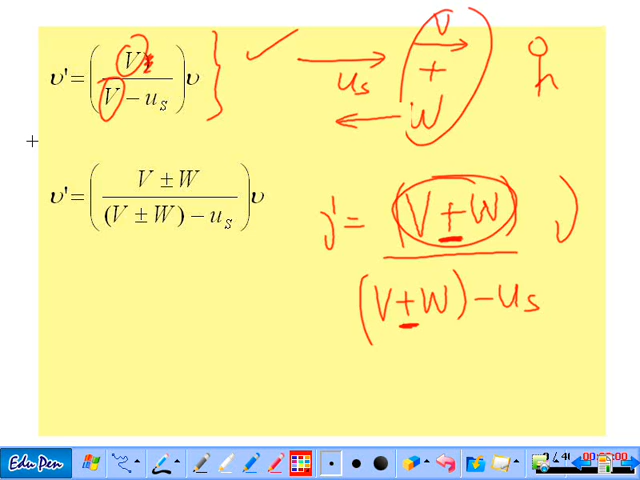 υ' = ( V / (V − u_S) ) υ
u_S
V
+
W
υ' = ( (V ± W) / ((V ± W) − u_S) ) υ
ν' = (V + W) / ((V + W) − u_S) ν
Edu Pen